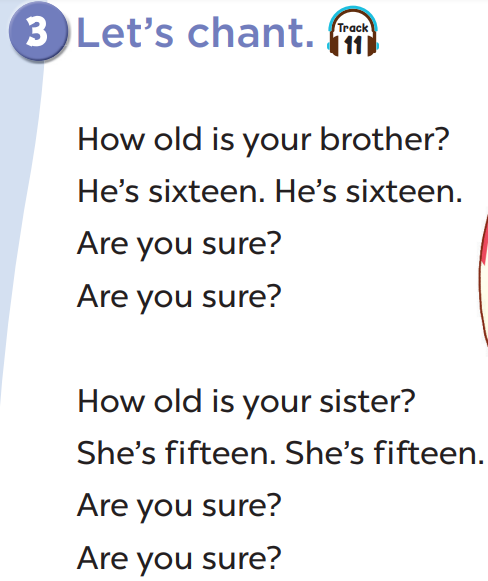 3 Let's chant. Track 11
How old is your brother?
He's sixteen. He's sixteen.
Are you sure?
Are you sure?
How old is your sister?
She's fifteen. She's fifteen.
Are you sure?
Are you sure?